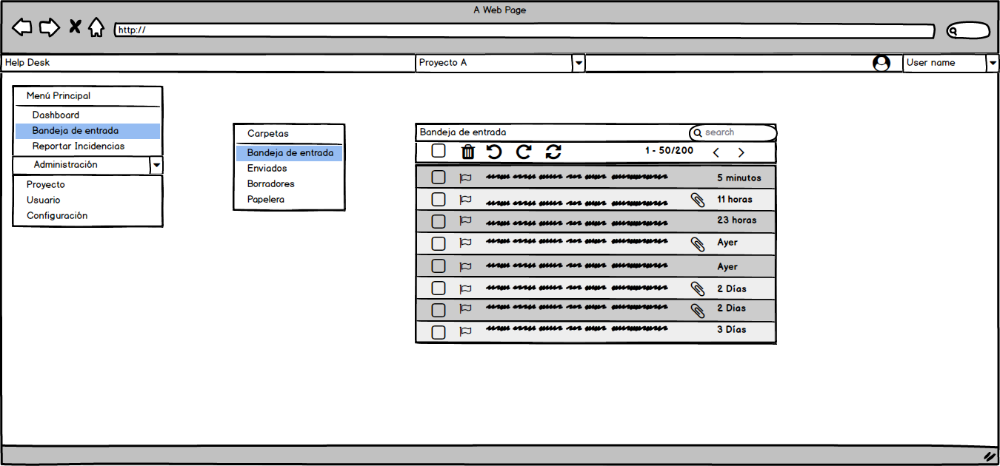 A Web Page
http://
Help Desk
Proyecto A
User name
Menú Principal
Dashboard
Bandeja de entrada
Reportar Incidencias
Administración
Proyecto
Usuario
Configuración
Carpetas
Bandeja de entrada
Enviados
Borradores
Papelera
Bandeja de entrada
search
1 - 50/200
5 minutos
11 horas
23 horas
Ayer
Ayer
2 Días
2 Dias
3 Días